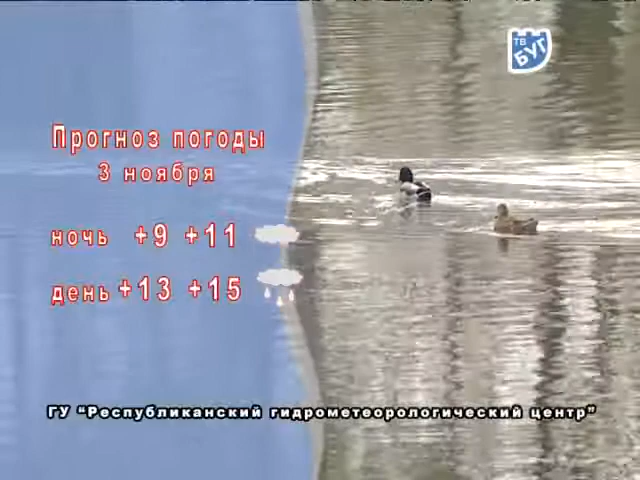 ТВ
БУГ
Прогноз погоды
3 ноября
ночь +9 +11
день +13 +15
ГУ “Республиканский гидрометеорологический центр”